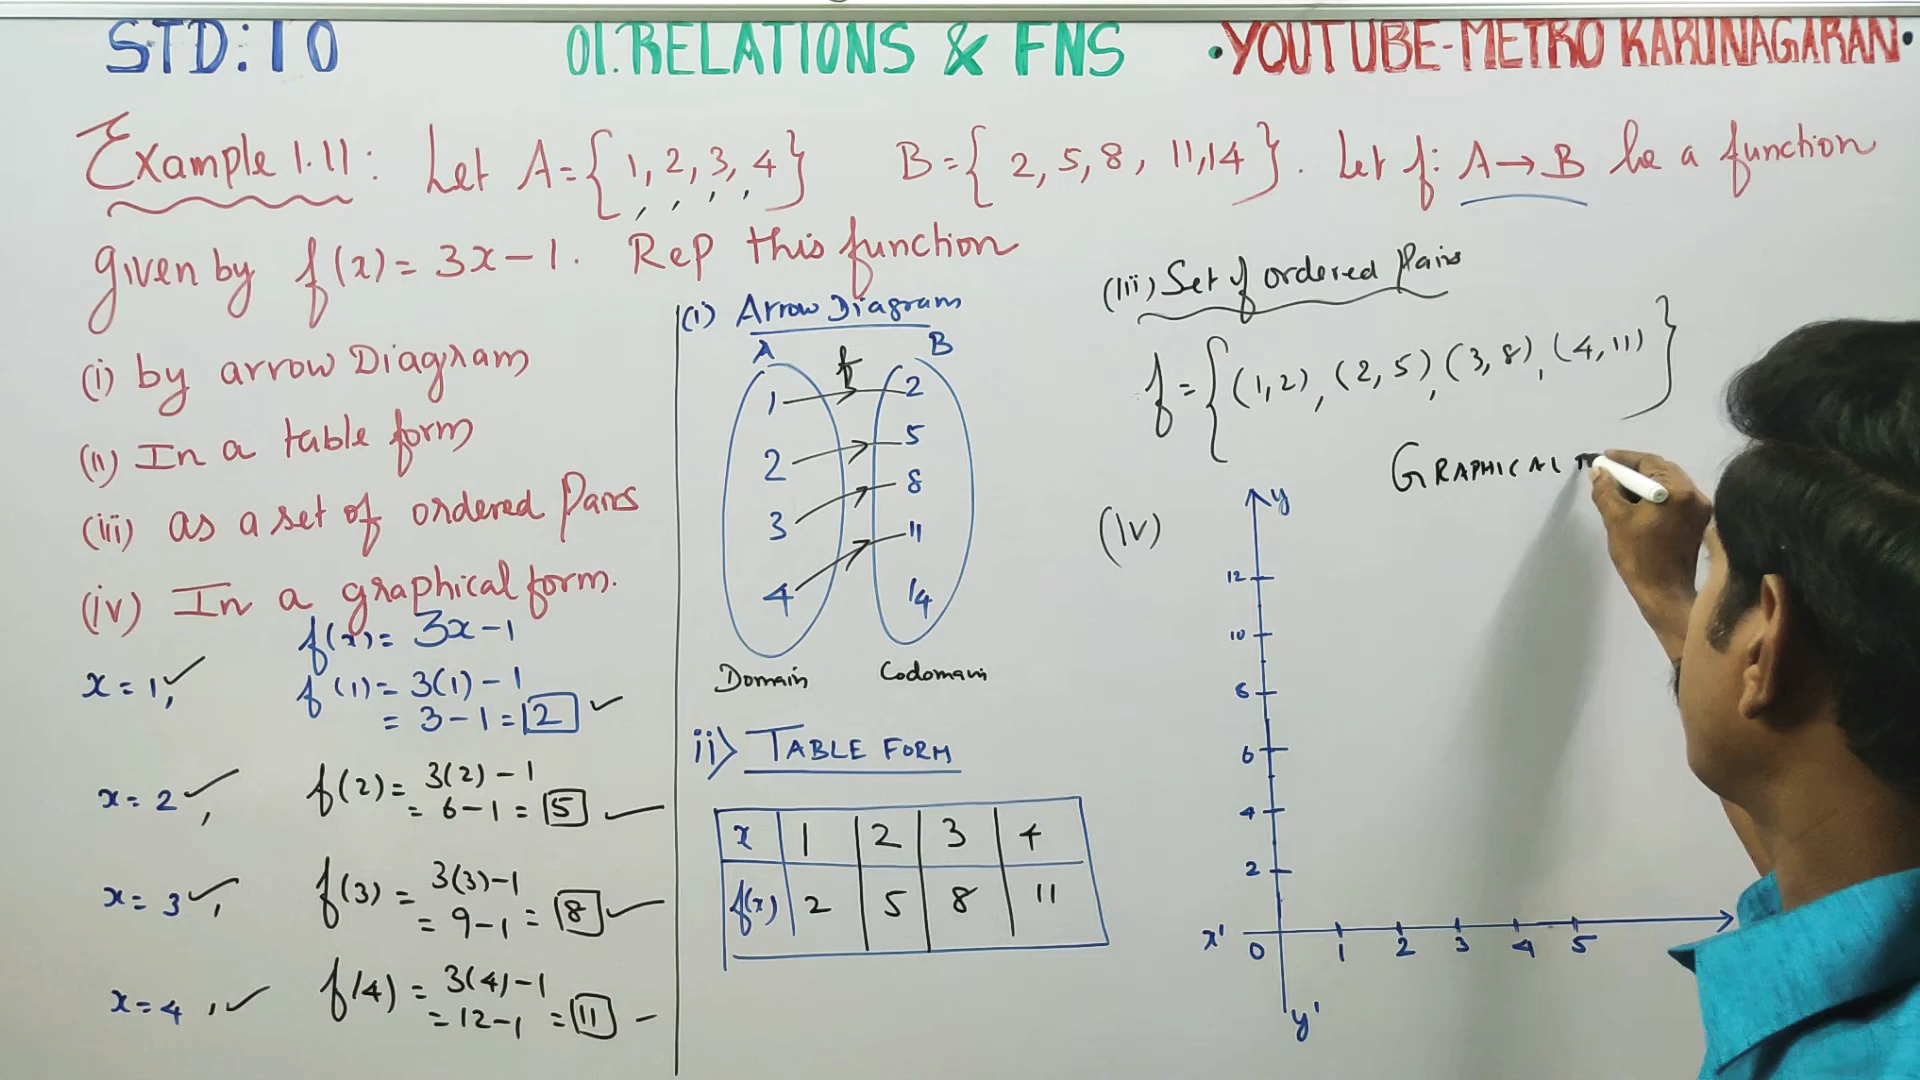 STD:10 01.RELATIONS & FNS •YOUTUBE-METRO KARUNAGARAN•
Example 1.11: Let A={1,2,3,4} B={2,5,8,11,14}. Let f: A→B be a function
given by f(x)=3x-1. Rep this function
(i) by arrow Diagram
(ii) In a table form
(iii) as a set of ordered Pairs
(iv) In a graphical form.
f(x)= 3x-1
x=1, f(1)= 3(1)-1
= 3-1=2
x=2, f(2)= 3(2)-1
= 6-1=5
x=3, f(3)= 3(3)-1
= 9-1=8
x=4, f(4)= 3(4)-1
=12-1=11
(i) Arrow Diagram
A f B
1 2
2 5
3 8
4 11
14
Domain Codomain
ii) TABLE FORM
x 1 2 3 4
f(x) 2 5 8 11
(iii) Set of ordered Pairs
f={(1,2),(2,5),(3,8),(4,11)}
GRAPHICAL
(iv) y
12
10
6
4
2
x' 0 1 2 3 4 5
y'